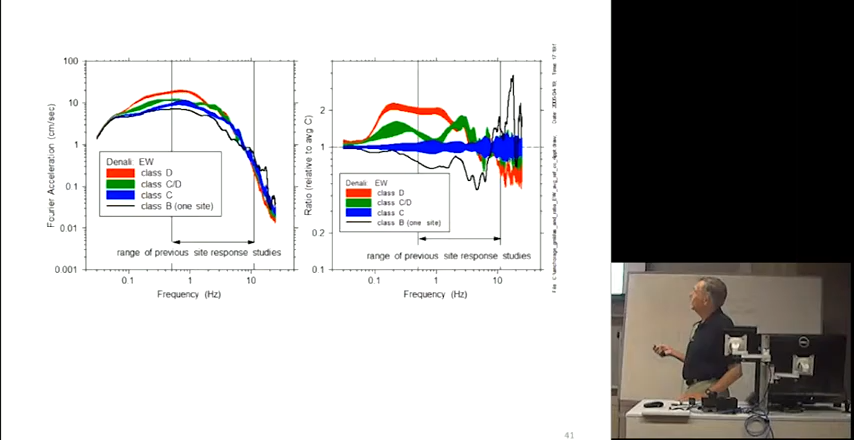 100
10
1
0.1
0.01
0.001
Fourier Acceleration (cm/sec)
Denali: EW
class D
class C/D
class C
class B (one site)
range of previous site response studies
0.1
1
10
Frequency (Hz)
2
1
0.2
0.1
Ratio (relative to avg C)
Denali: EW
class D
class C/D
class C
class B (one site)
range of previous site response studies
0.1
1
10
Frequency (Hz)
DELL
41